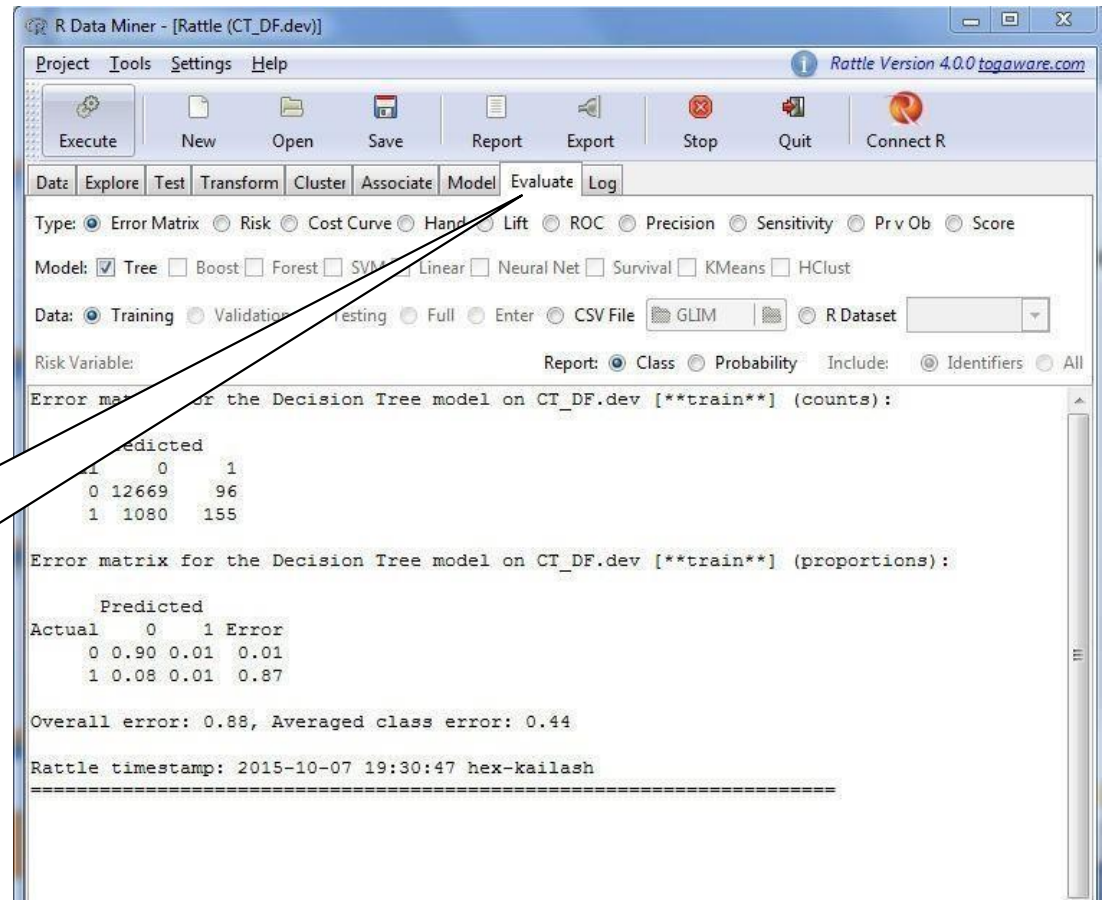 R Data Miner - [Rattle (CT_DF.dev)]
Project Tools Settings Help Rattle Version 4.0.0 togaware.com
Execute New Open Save Report Export Stop Quit Connect R
Data Explore Test Transform Cluster Associate Model Evaluate Log
Type: Error Matrix Risk Cost Curve Hand Lift ROC Precision Sensitivity Pr v Ob Score
Model: Tree Boost Forest SVM Linear Neural Net Survival KMeans HClust
Data: Training Validation Testing Full Enter CSV File GLIM R Dataset
Risk Variable: Report: Class Probability Include: Identifiers All
Error for the Decision Tree model on CT_DF.dev [**train**] (counts):
0 1
0 12669 96
1 1080 155
Error matrix for the Decision Tree model on CT_DF.dev [**train**] (proportions):
Predicted
Actual 0 1 Error
0 0.90 0.01 0.01
1 0.08 0.01 0.87
Overall error: 0.88, Averaged class error: 0.44
Rattle timestamp: 2015-10-07 19:30:47 hex-kailash
======================================================================